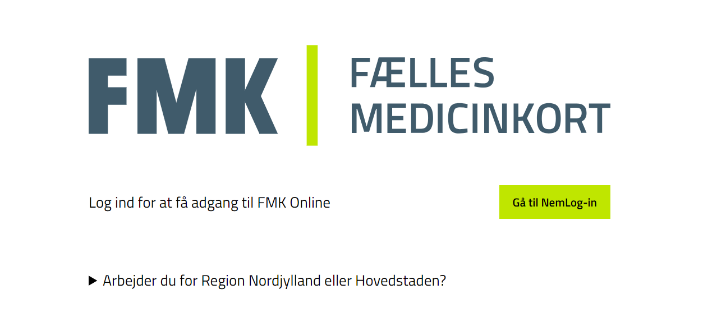 FMK
FÆLLES
MEDICINKORT
Log ind for at få adgang til FMK Online
Gå til NemLog-in
Arbejder du for Region Nordjylland eller Hovedstaden?